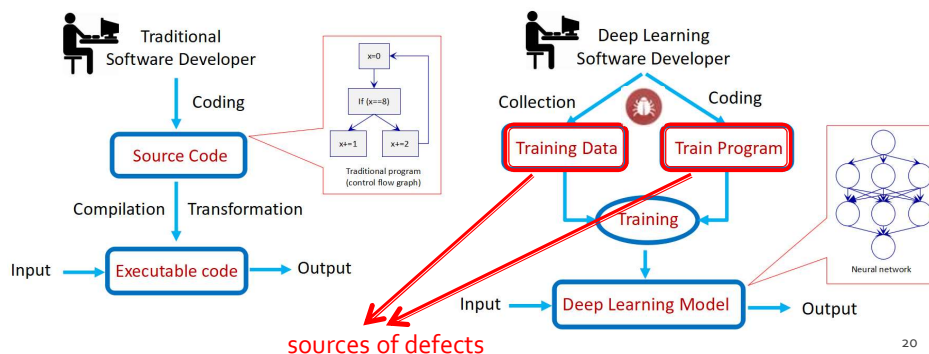 Traditional
Software Developer
Coding
Source Code
Compilation
Transformation
Input
Executable code
Output
x=0
If (x==8)
x+=1
x+=2
Traditional program
(control flow graph)
Deep Learning
Software Developer
Collection
Coding
Training Data
Train Program
Training
Input
Deep Learning Model
Output
Neural network
sources of defects
20